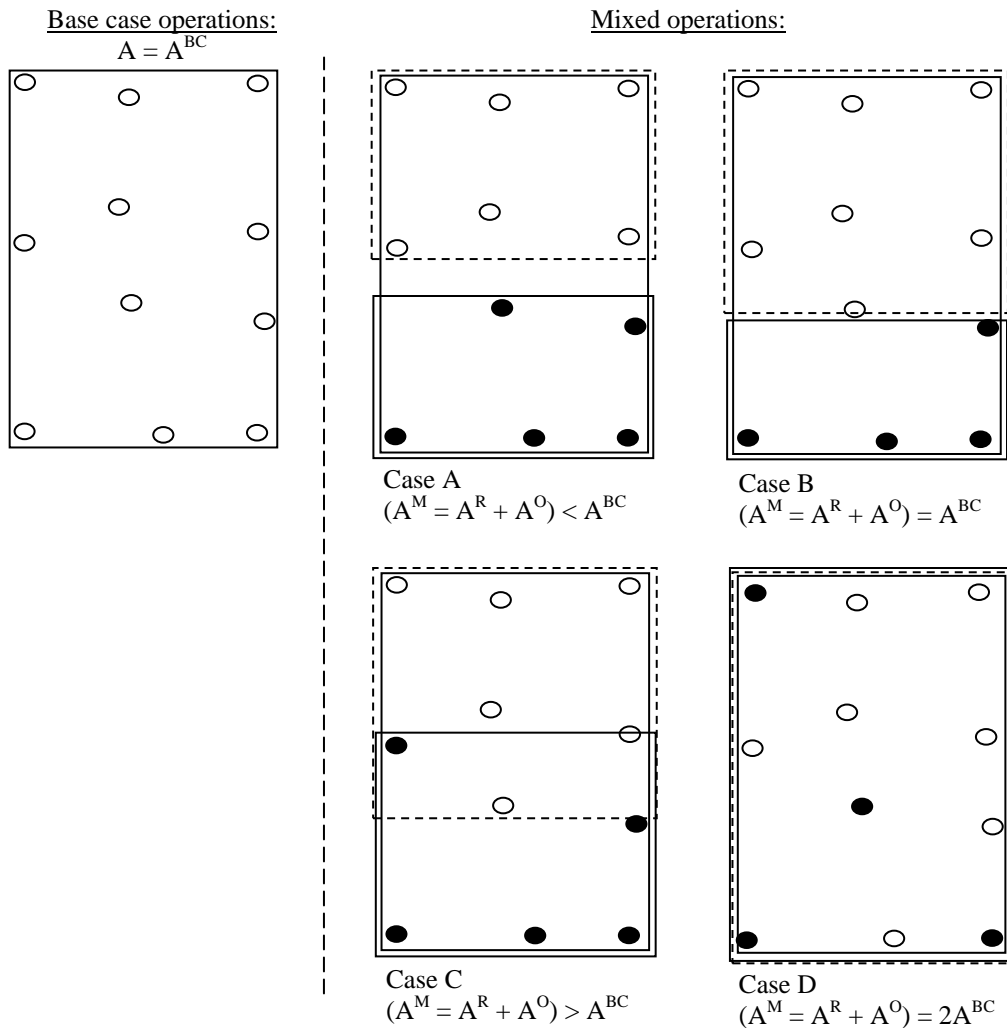 Base case operations:
A = A^BC
Mixed operations:
Case A
(A^M = A^R + A^O) < A^BC
Case B
(A^M = A^R + A^O) = A^BC
Case C
(A^M = A^R + A^O) > A^BC
Case D
(A^M = A^R + A^O) = 2A^BC